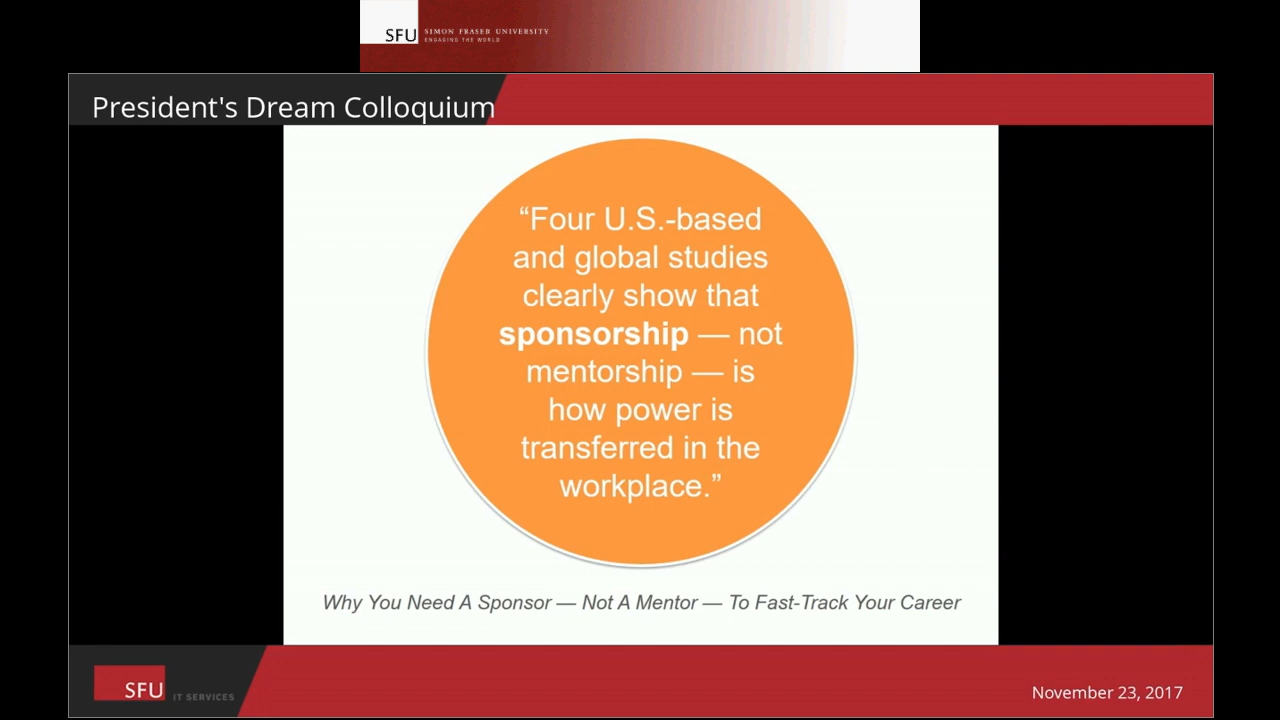 SFU
SIMON FRASER UNIVERSITY
ENGAGING THE WORLD
President's Dream Colloquium
“Four U.S.-based
and global studies
clearly show that
sponsorship — not
mentorship — is
how power is
transferred in the
workplace.”
Why You Need A Sponsor — Not A Mentor — To Fast-Track Your Career
SFU IT SERVICES
November 23, 2017